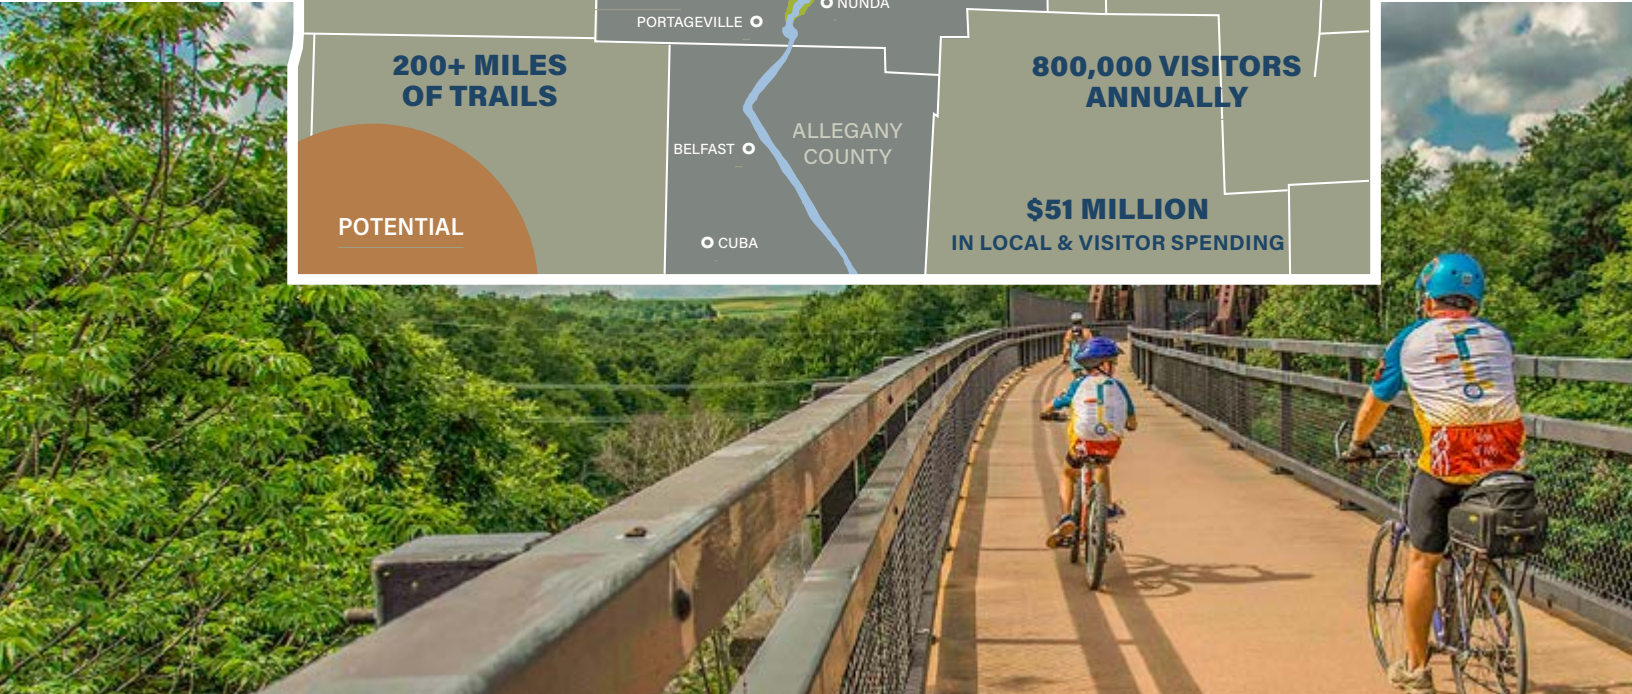 NUNDA
PORTAGEVILLE
200+ MILES
OF TRAILS
800,000 VISITORS
ANNUALLY
BELFAST
ALLEGANY
COUNTY
POTENTIAL
CUBA
$51 MILLION
IN LOCAL & VISITOR SPENDING